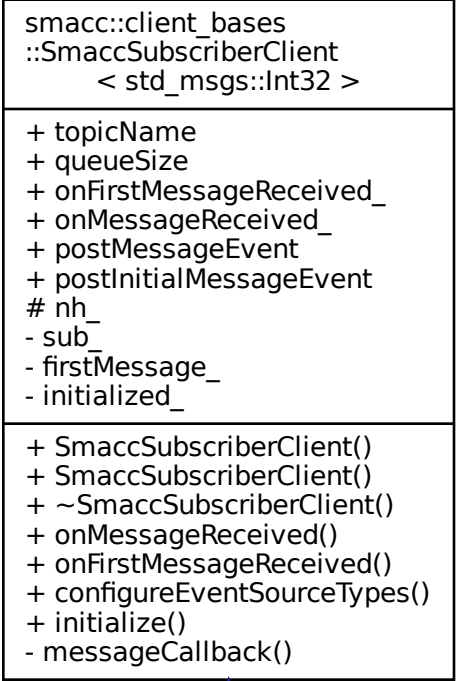 smacc::client_bases
::SmaccSubscriberClient
< std_msgs::Int32 >
+ topicName
+ queueSize
+ onFirstMessageReceived_
+ onMessageReceived_
+ postMessageEvent
+ postInitialMessageEvent
# nh_
- sub_
- firstMessage_
- initialized_
+ SmaccSubscriberClient()
+ SmaccSubscriberClient()
+ ~SmaccSubscriberClient()
+ onMessageReceived()
+ onFirstMessageReceived()
+ configureEventSourceTypes()
+ initialize()
- messageCallback()